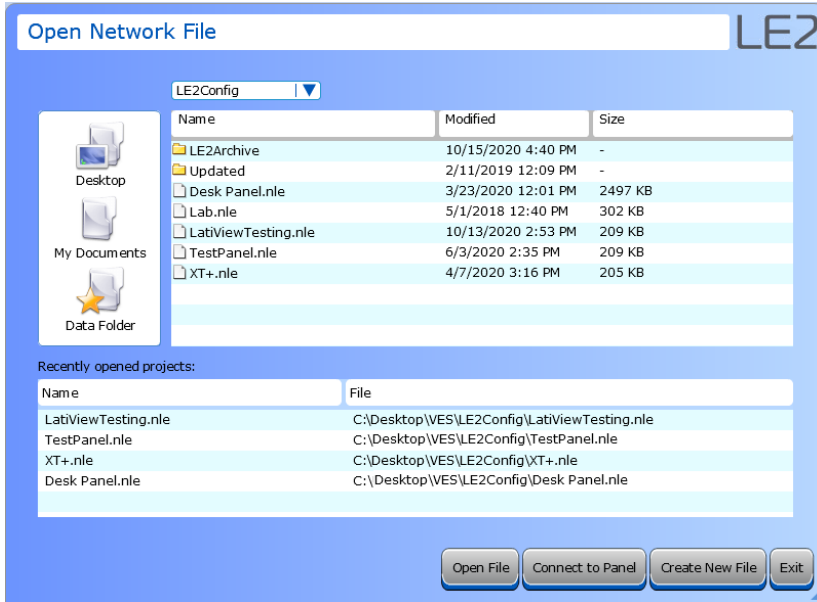 Open Network File
LE2
LE2Config
Name Modified Size
LE2Archive 10/15/2020 4:40 PM -
Updated 2/11/2019 12:09 PM -
Desk Panel.nle 3/23/2020 12:01 PM 2497 KB
Lab.nle 5/1/2018 12:40 PM 302 KB
LatiViewTesting.nle 10/13/2020 2:53 PM 209 KB
TestPanel.nle 6/3/2020 2:35 PM 209 KB
XT+.nle 4/7/2020 3:16 PM 205 KB
Desktop
My Documents
Data Folder
Recently opened projects:
Name File
LatiViewTesting.nle C:\Desktop\VES\LE2Config\LatiViewTesting.nle
TestPanel.nle C:\Desktop\VES\LE2Config\TestPanel.nle
XT+.nle C:\Desktop\VES\LE2Config\XT+.nle
Desk Panel.nle C:\Desktop\VES\LE2Config\Desk Panel.nle
Open File Connect to Panel Create New File Exit